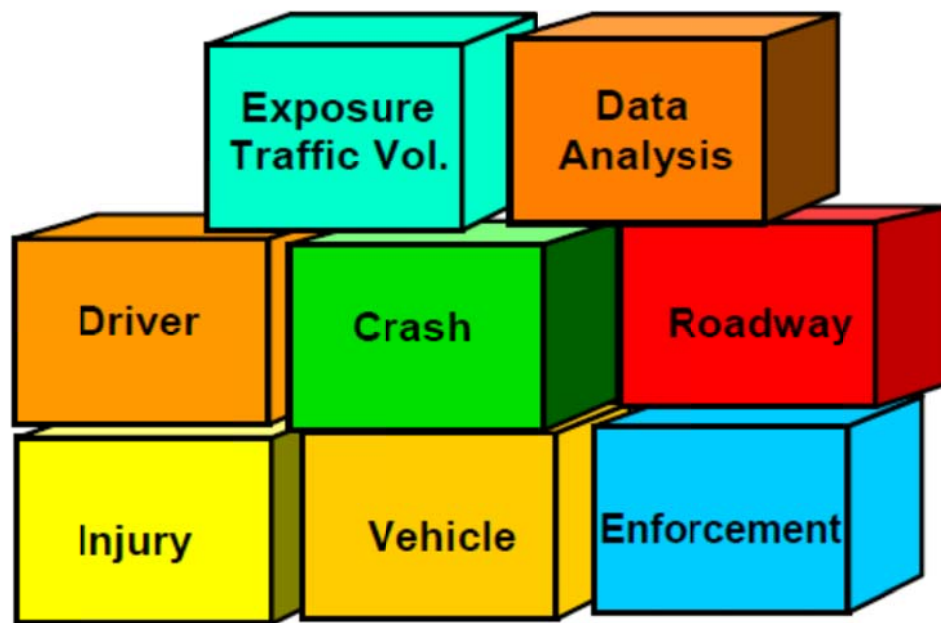 Exposure
Traffic Vol.
Data
Analysis
Driver
Crash
Roadway
Injury
Vehicle
Enforcement